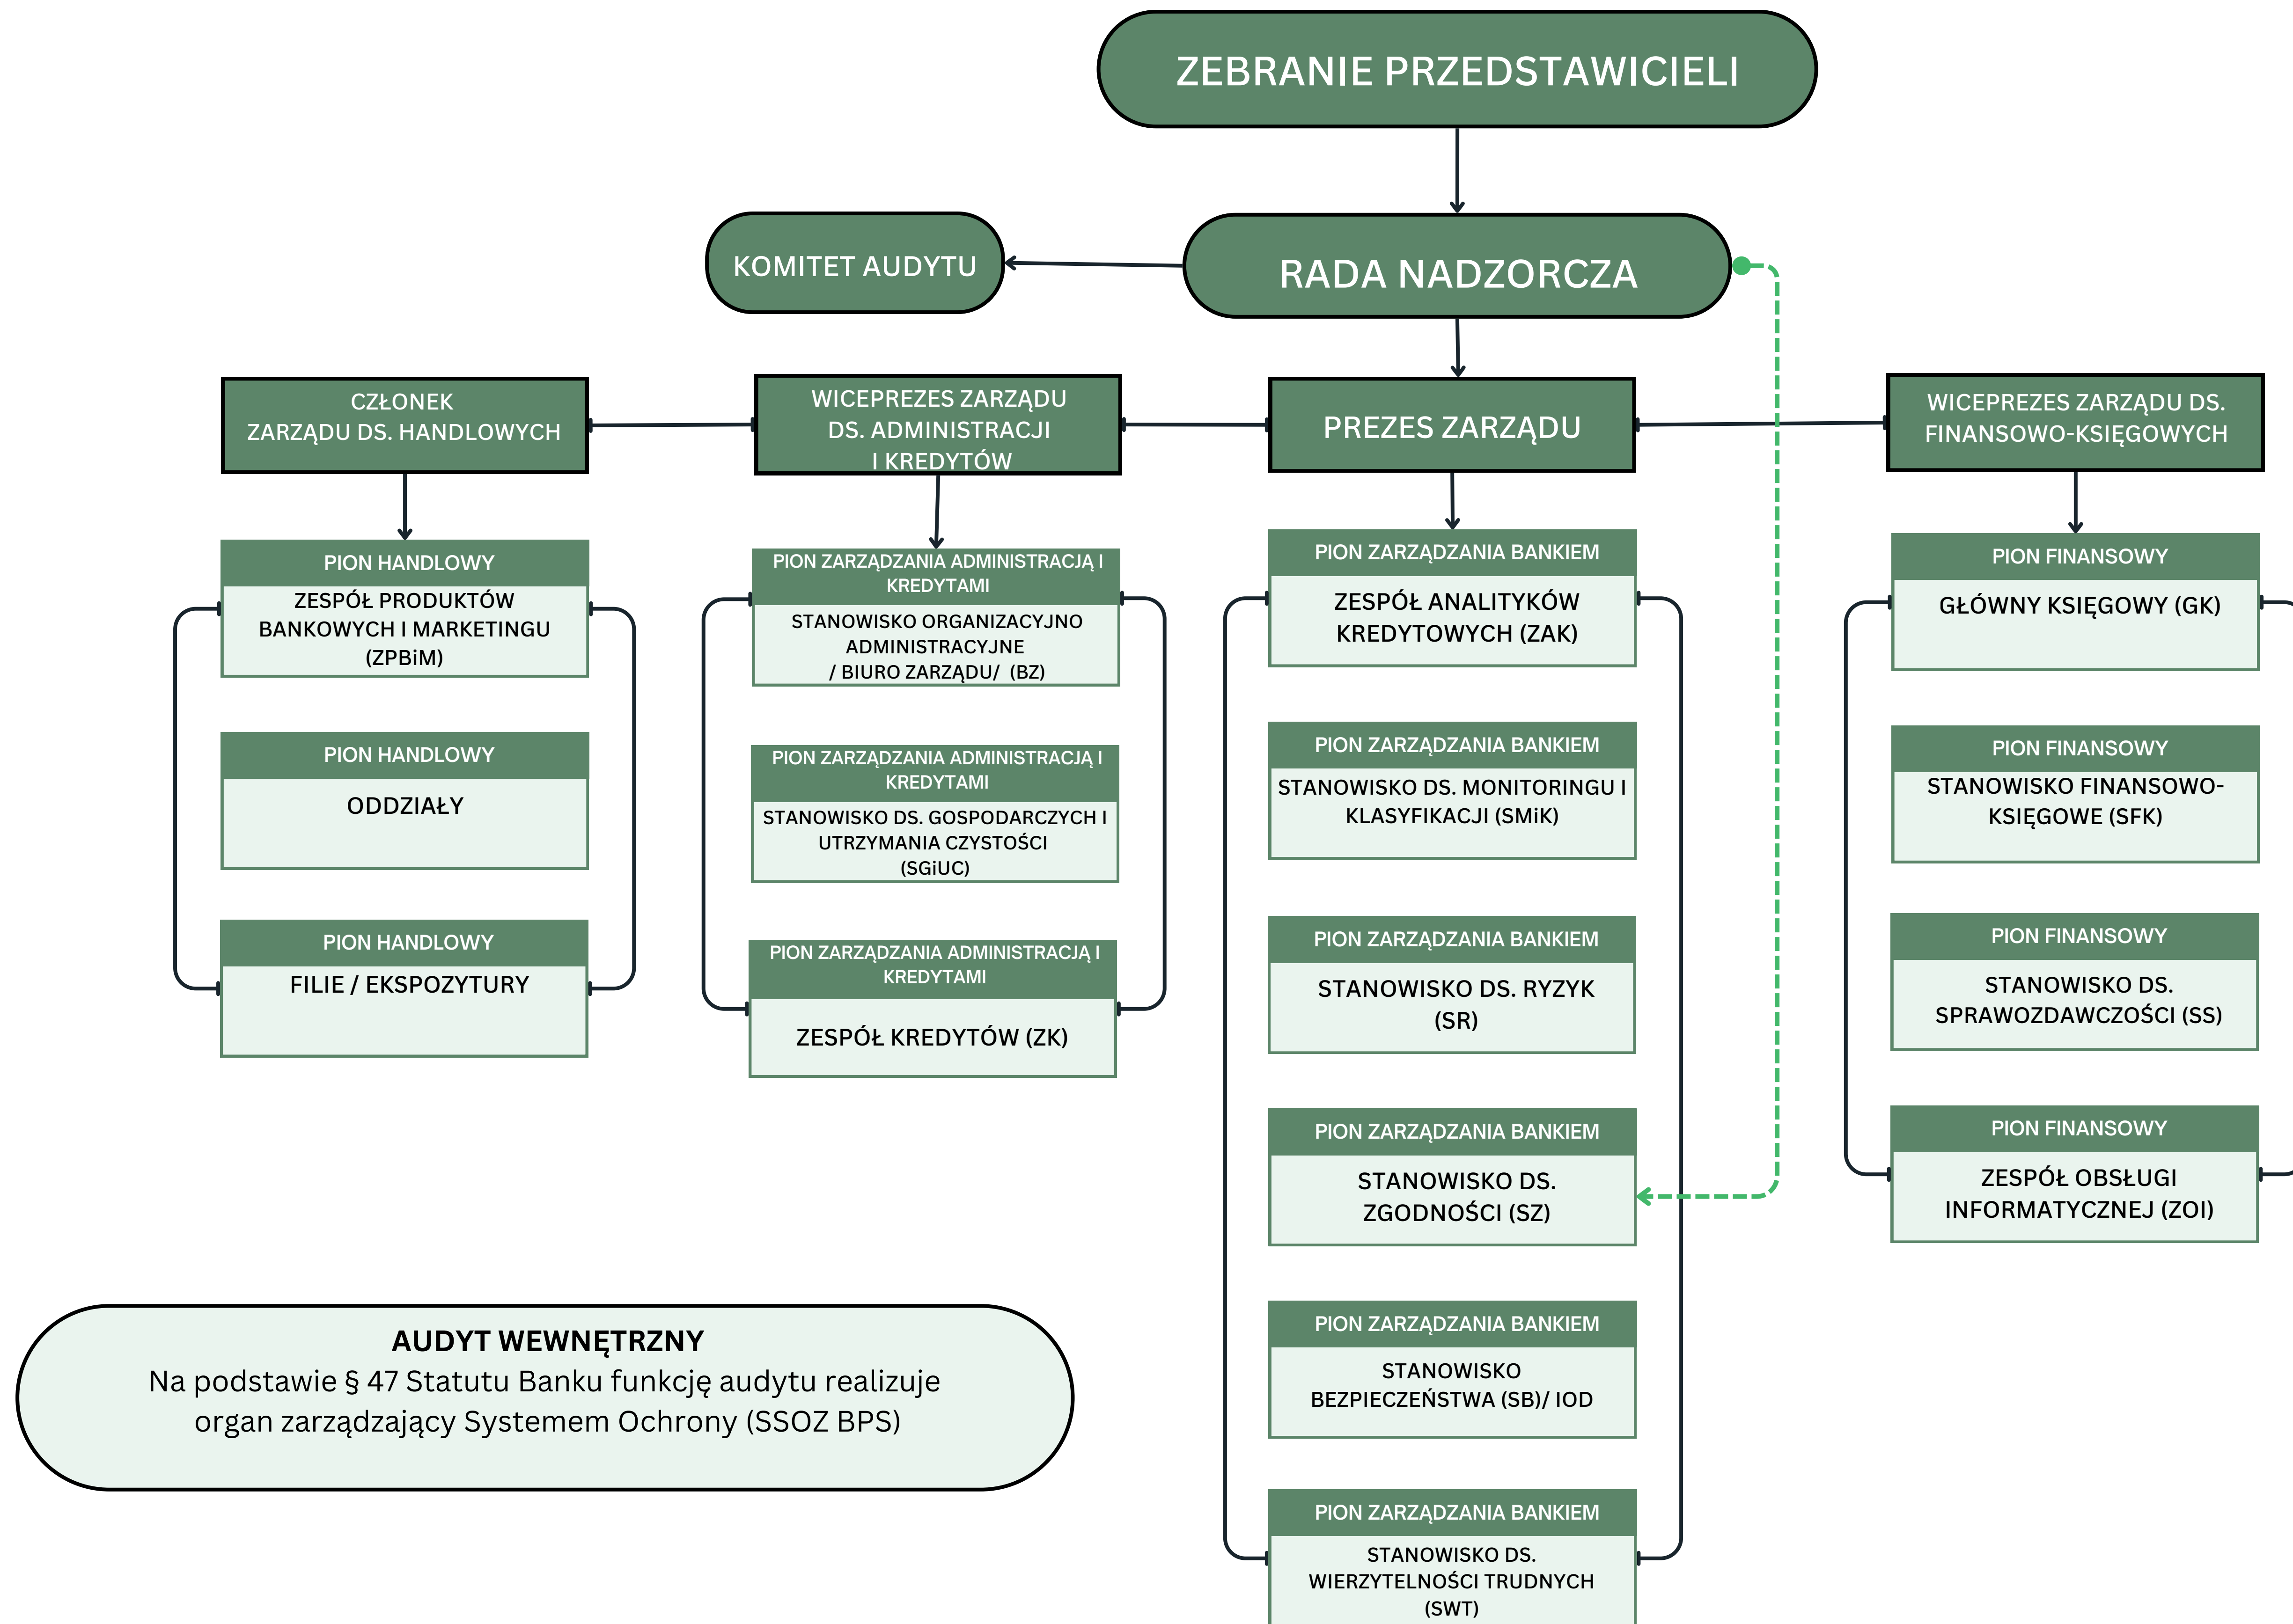 ZEBRANIE PRZEDSTAWICIELI
KOMITET AUDYTU
RADA NADZORCZA
CZŁONEK
ZARZĄDU DS. HANDLOWYCH
WICEPREZES ZARZĄDU
DS. ADMINISTRACJI
I KREDYTÓW
PREZES ZARZĄDU
WICEPREZES ZARZĄDU DS.
FINANSOWO-KSIĘGOWYCH
PION HANDLOWY
ZESPÓŁ PRODUKTÓW
BANKOWYCH I MARKETINGU
(ZPBiM)
PION HANDLOWY
ODDZIAŁY
PION HANDLOWY
FILIE / EKSPOZYTURY
PION ZARZĄDZANIA ADMINISTRACJĄ I
KREDYTAMI
STANOWISKO ORGANIZACYJNO
ADMINISTRACYJNE
/ BIURO ZARZĄDU/ (BZ)
PION ZARZĄDZANIA ADMINISTRACJĄ I
KREDYTAMI
STANOWISKO DS. GOSPODARCZYCH I
UTRZYMANIA CZYSTOŚCI
(SGiUC)
PION ZARZĄDZANIA ADMINISTRACJĄ I
KREDYTAMI
ZESPÓŁ KREDYTÓW (ZK)
PION ZARZĄDZANIA BANKIEM
ZESPÓŁ ANALITYKÓW
KREDYTOWYCH (ZAK)
PION ZARZĄDZANIA BANKIEM
STANOWISKO DS. MONITORINGU I
KLASYFIKACJI (SMiK)
PION ZARZĄDZANIA BANKIEM
STANOWISKO DS. RYZYK
(SR)
PION ZARZĄDZANIA BANKIEM
STANOWISKO DS.
ZGODNOŚCI (SZ)
PION ZARZĄDZANIA BANKIEM
STANOWISKO
BEZPIECZEŃSTWA (SB)/ IOD
PION ZARZĄDZANIA BANKIEM
STANOWISKO DS.
WIERZYTELNOŚCI TRUDNYCH
(SWT)
PION FINANSOWY
GŁÓWNY KSIĘGOWY (GK)
PION FINANSOWY
STANOWISKO FINANSOWO-
KSIĘGOWE (SFK)
PION FINANSOWY
STANOWISKO DS.
SPRAWOZDAWCZOŚCI (SS)
PION FINANSOWY
ZESPÓŁ OBSŁUGI
INFORMATYCZNEJ (ZOI)
AUDYT WEWNĘTRZNY
Na podstawie § 47 Statutu Banku funkcję audytu realizuje
organ zarządzający Systemem Ochrony (SSOZ BPS)